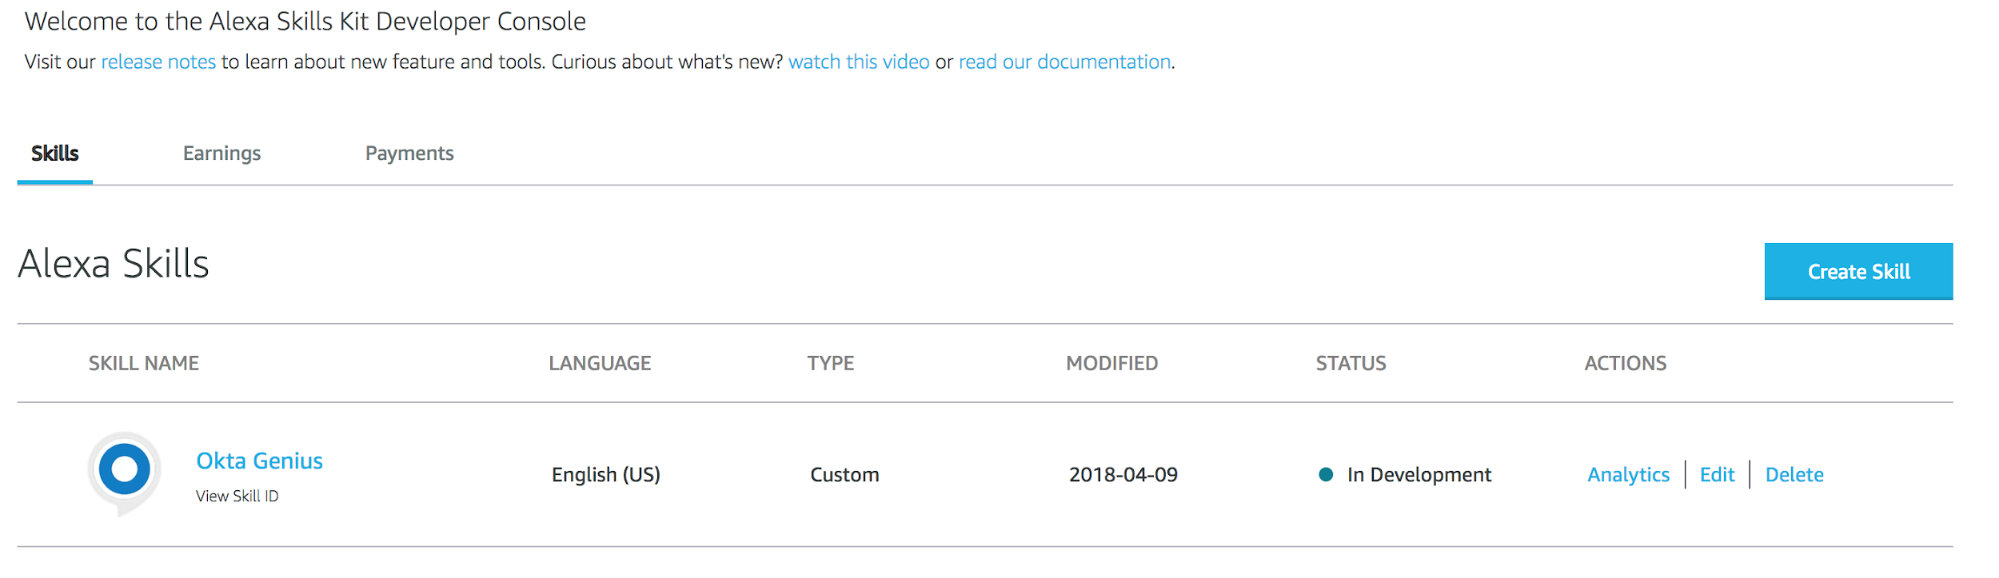 Welcome to the Alexa Skills Kit Developer Console
Visit our release notes to learn about new feature and tools. Curious about what's new? watch this video or read our documentation.
Skills Earnings Payments
Alexa Skills
Create Skill
SKILL NAME LANGUAGE TYPE MODIFIED STATUS ACTIONS
Okta Genius
View Skill ID
English (US) Custom 2018-04-09 In Development Analytics Edit Delete